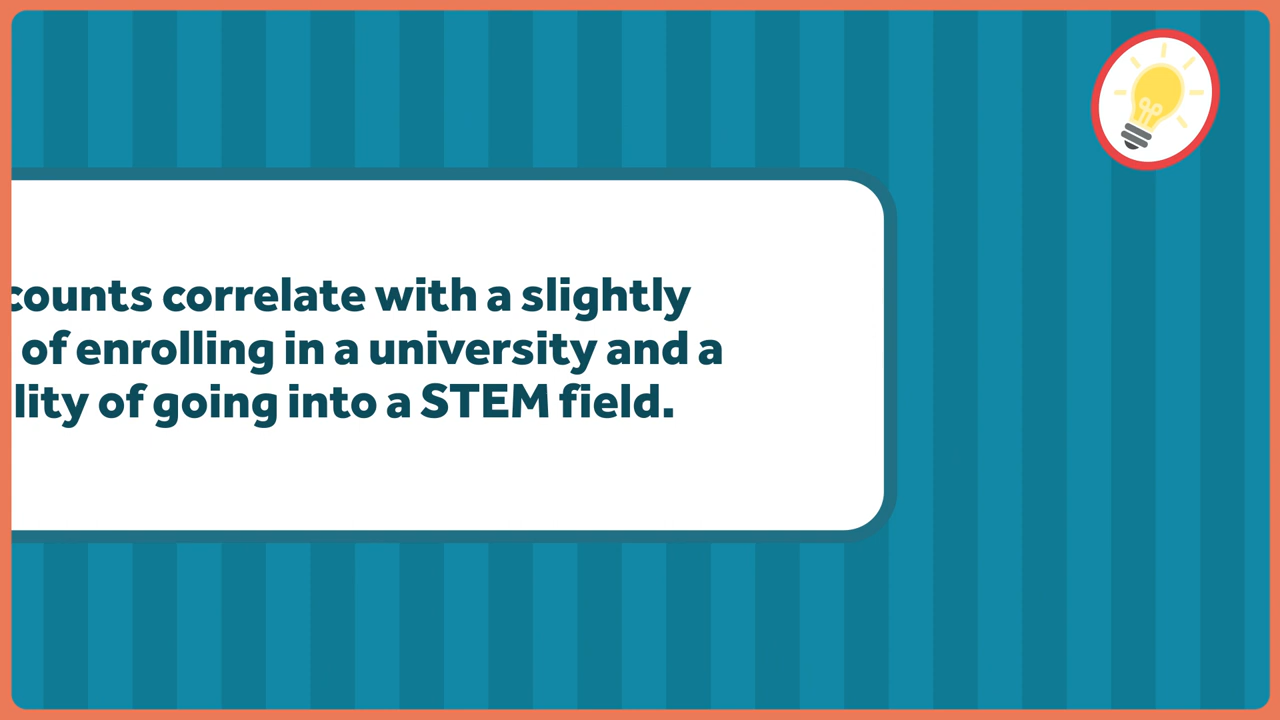 counts correlate with a slightly
of enrolling in a university and a
lity of going into a STEM field.